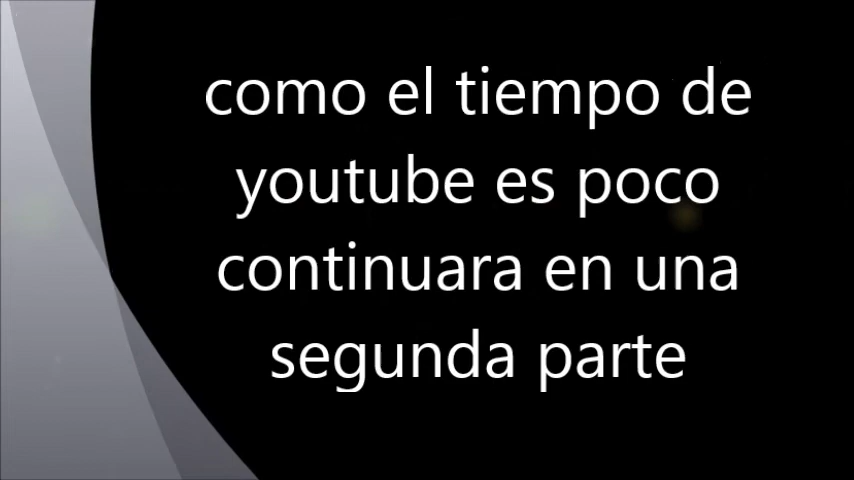 como el tiempo de
youtube es poco
continuara en una
segunda parte